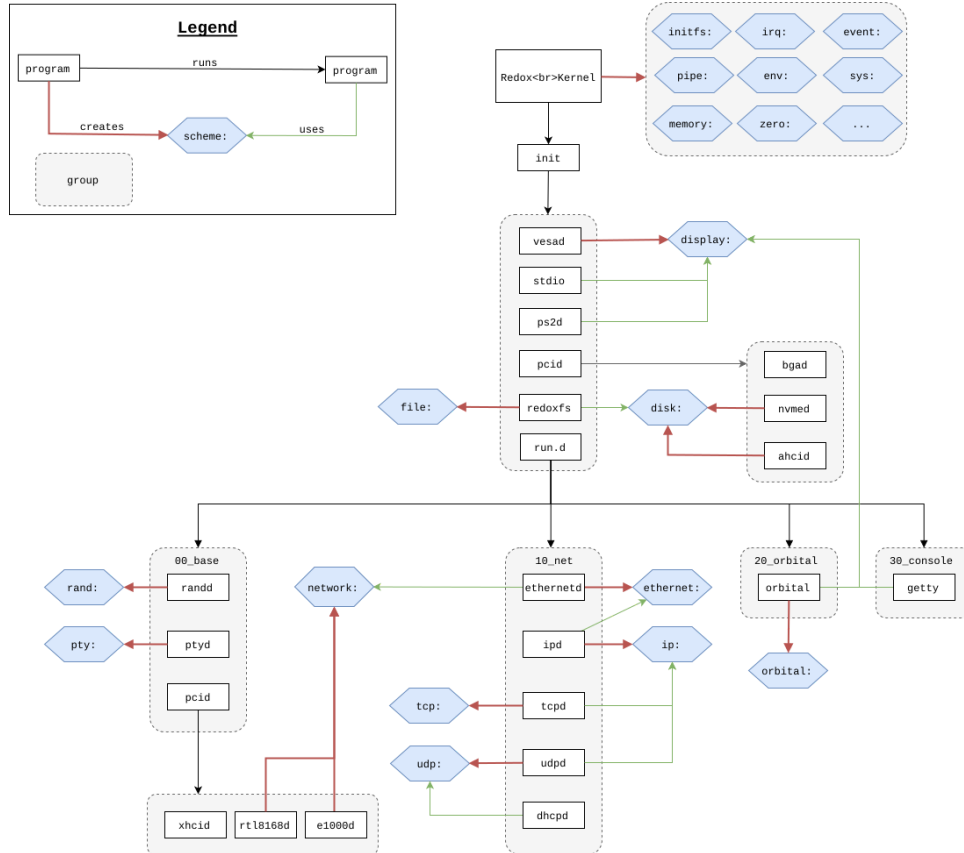 Legend
program
runs
program
creates
scheme:
uses
group
Redox<br>Kernel
initfs:
irq:
event:
pipe:
env:
sys:
memory:
zero:
...
init
vesad
display:
stdio
ps2d
pcid
bgad
file:
redoxfs
disk:
nvmed
run.d
ahcid
00_base
10_net
20_orbital
30_console
rand:
randd
network:
ethernetd
ethernet:
orbital
getty
pty:
ptyd
ipd
ip:
orbital:
pcid
tcp:
tcpd
udp:
udpd
xhcid
rtl8168d
e1000d
dhcpd